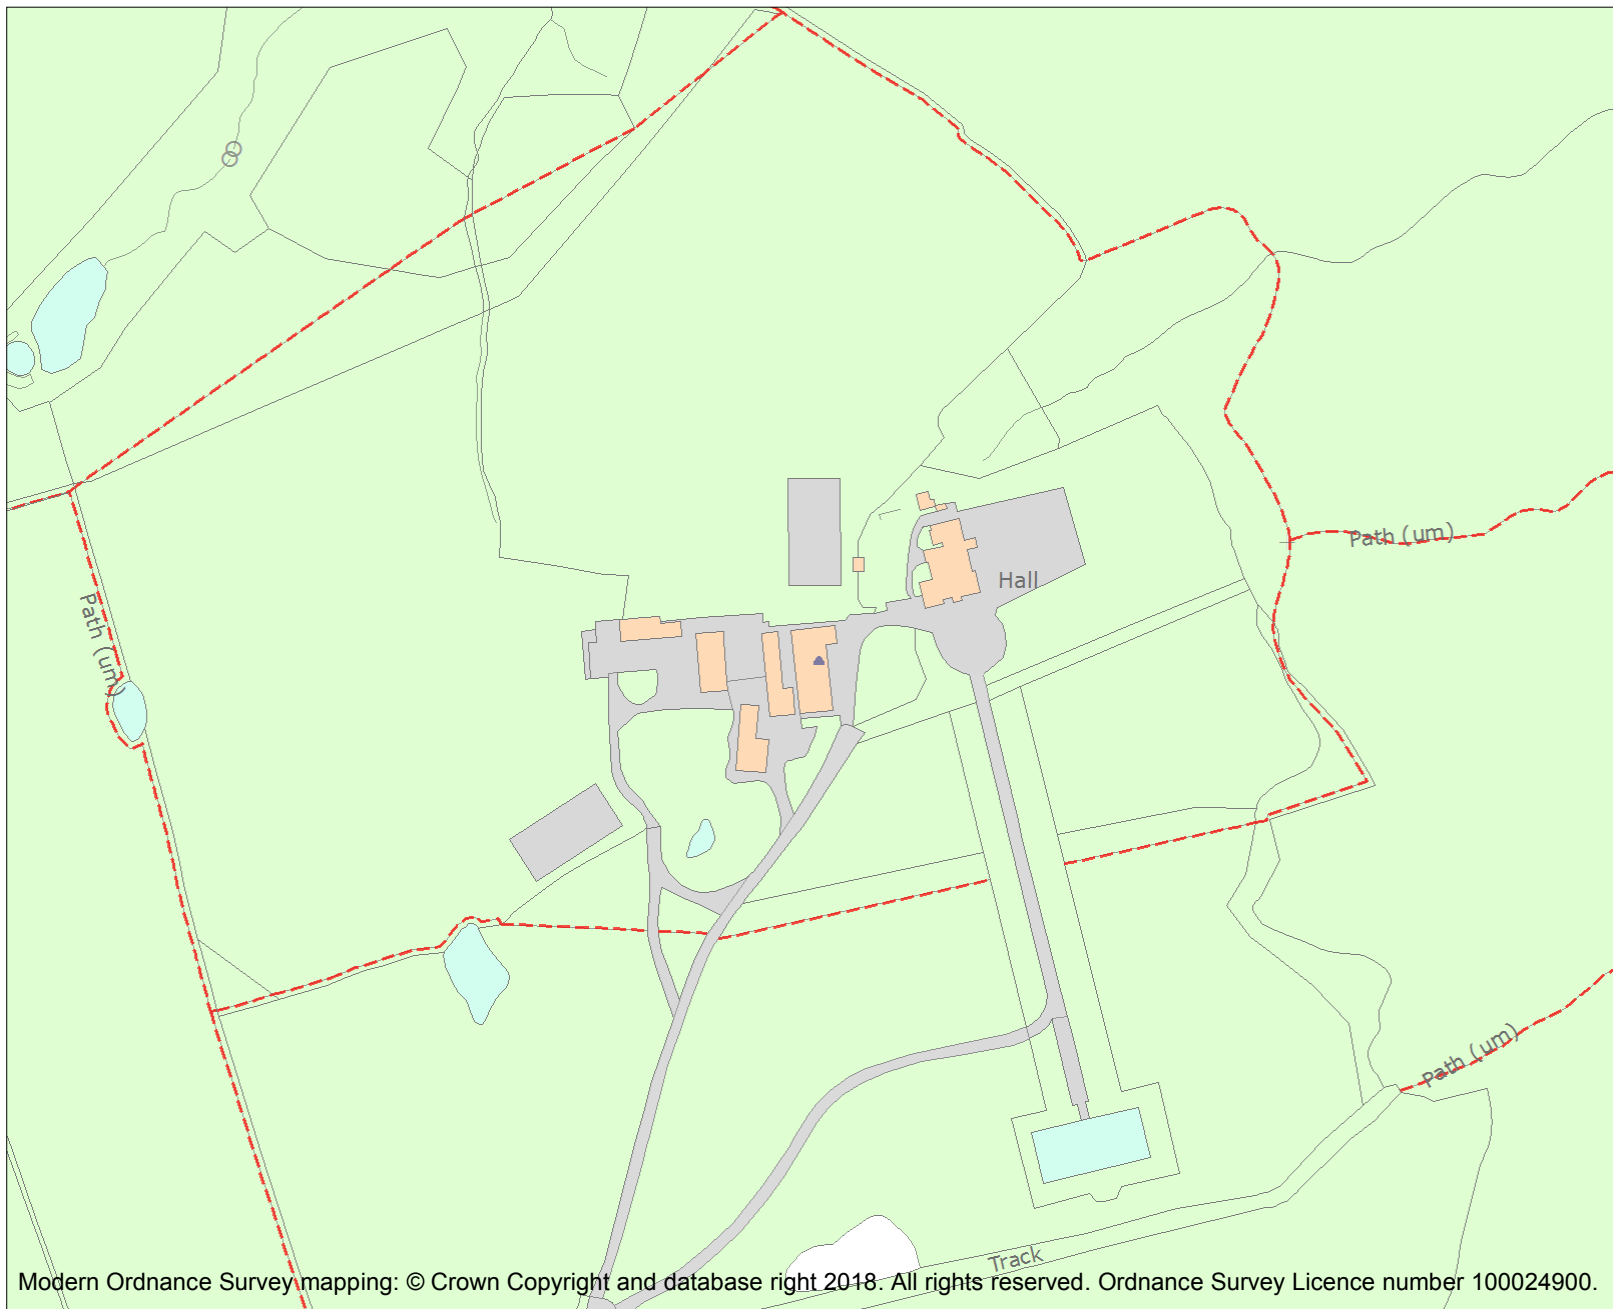 Path (um)
Hall
Path (um)
Path (um)
Track
Modern Ordnance Survey mapping: © Crown Copyright and database right 2018. All rights reserved. Ordnance Survey Licence number 100024900.